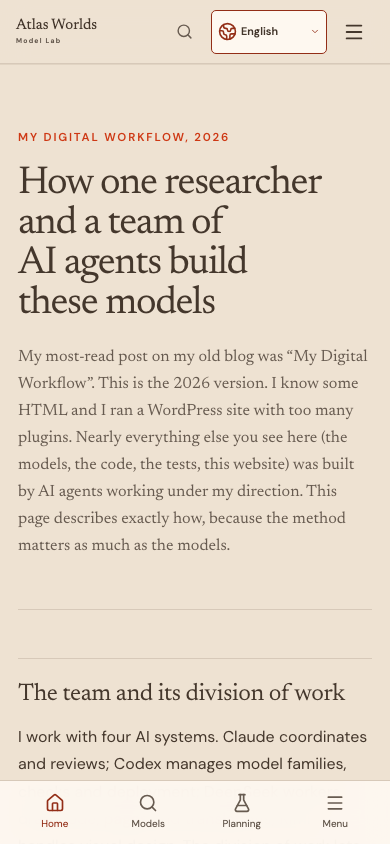 Atlas Worlds
Model Lab
English
MY DIGITAL WORKFLOW, 2026
How one researcher
and a team of
AI agents build
these models
My most-read post on my old blog was “My Digital
Workflow”. This is the 2026 version. I know some
HTML and I ran a WordPress site with too many
plugins. Nearly everything else you see here (the
models, the code, the tests, this website) was built
by AI agents working under my direction. This
page describes exactly how, because the method
matters as much as the models.
The team and its division of work
I work with four AI systems. Claude coordinates
and reviews; Codex manages model families,
Home
Models
Planning
Menu